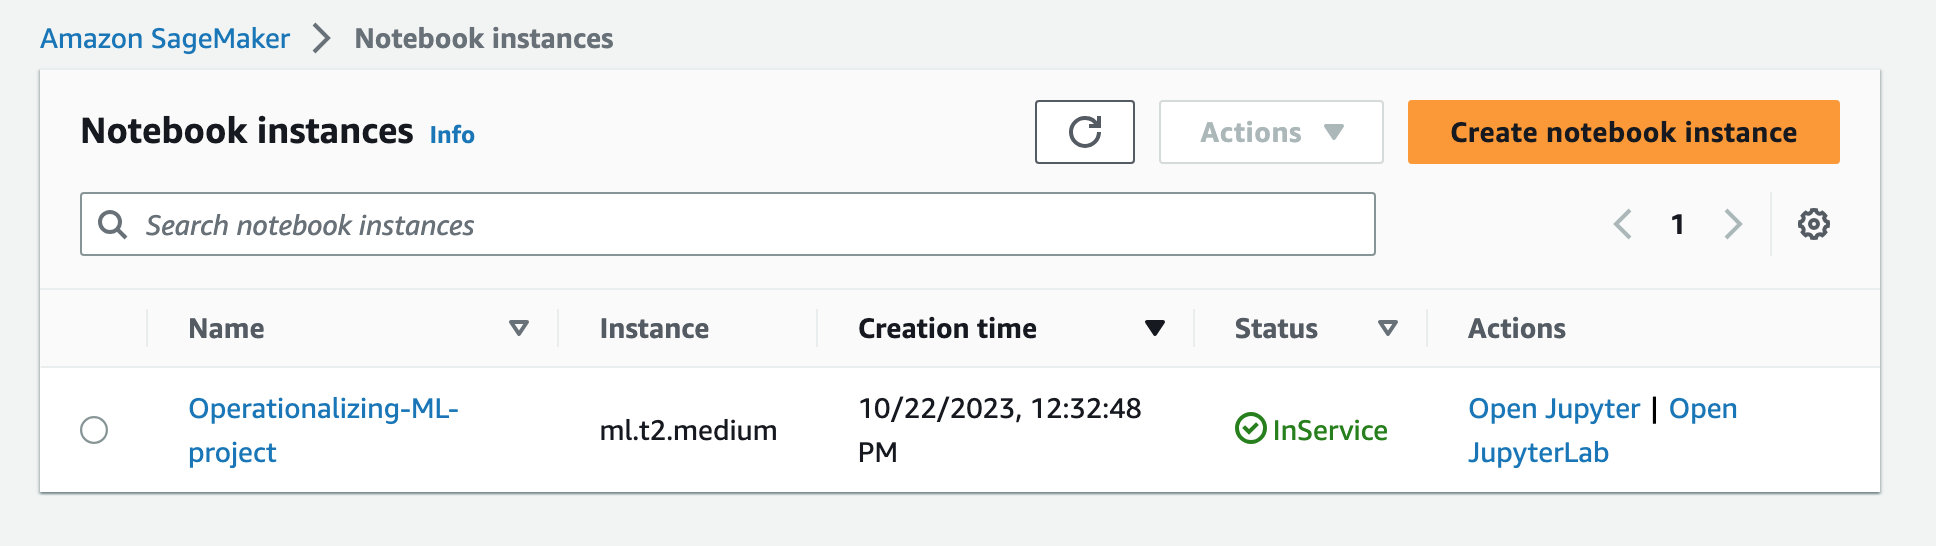 Amazon SageMaker > Notebook instances
Notebook instances Info
Actions
Create notebook instance
Search notebook instances
1
Name Instance Creation time Status Actions
Operationalizing-ML-
project
ml.t2.medium
10/22/2023, 12:32:48
PM
InService
Open Jupyter | Open
JupyterLab